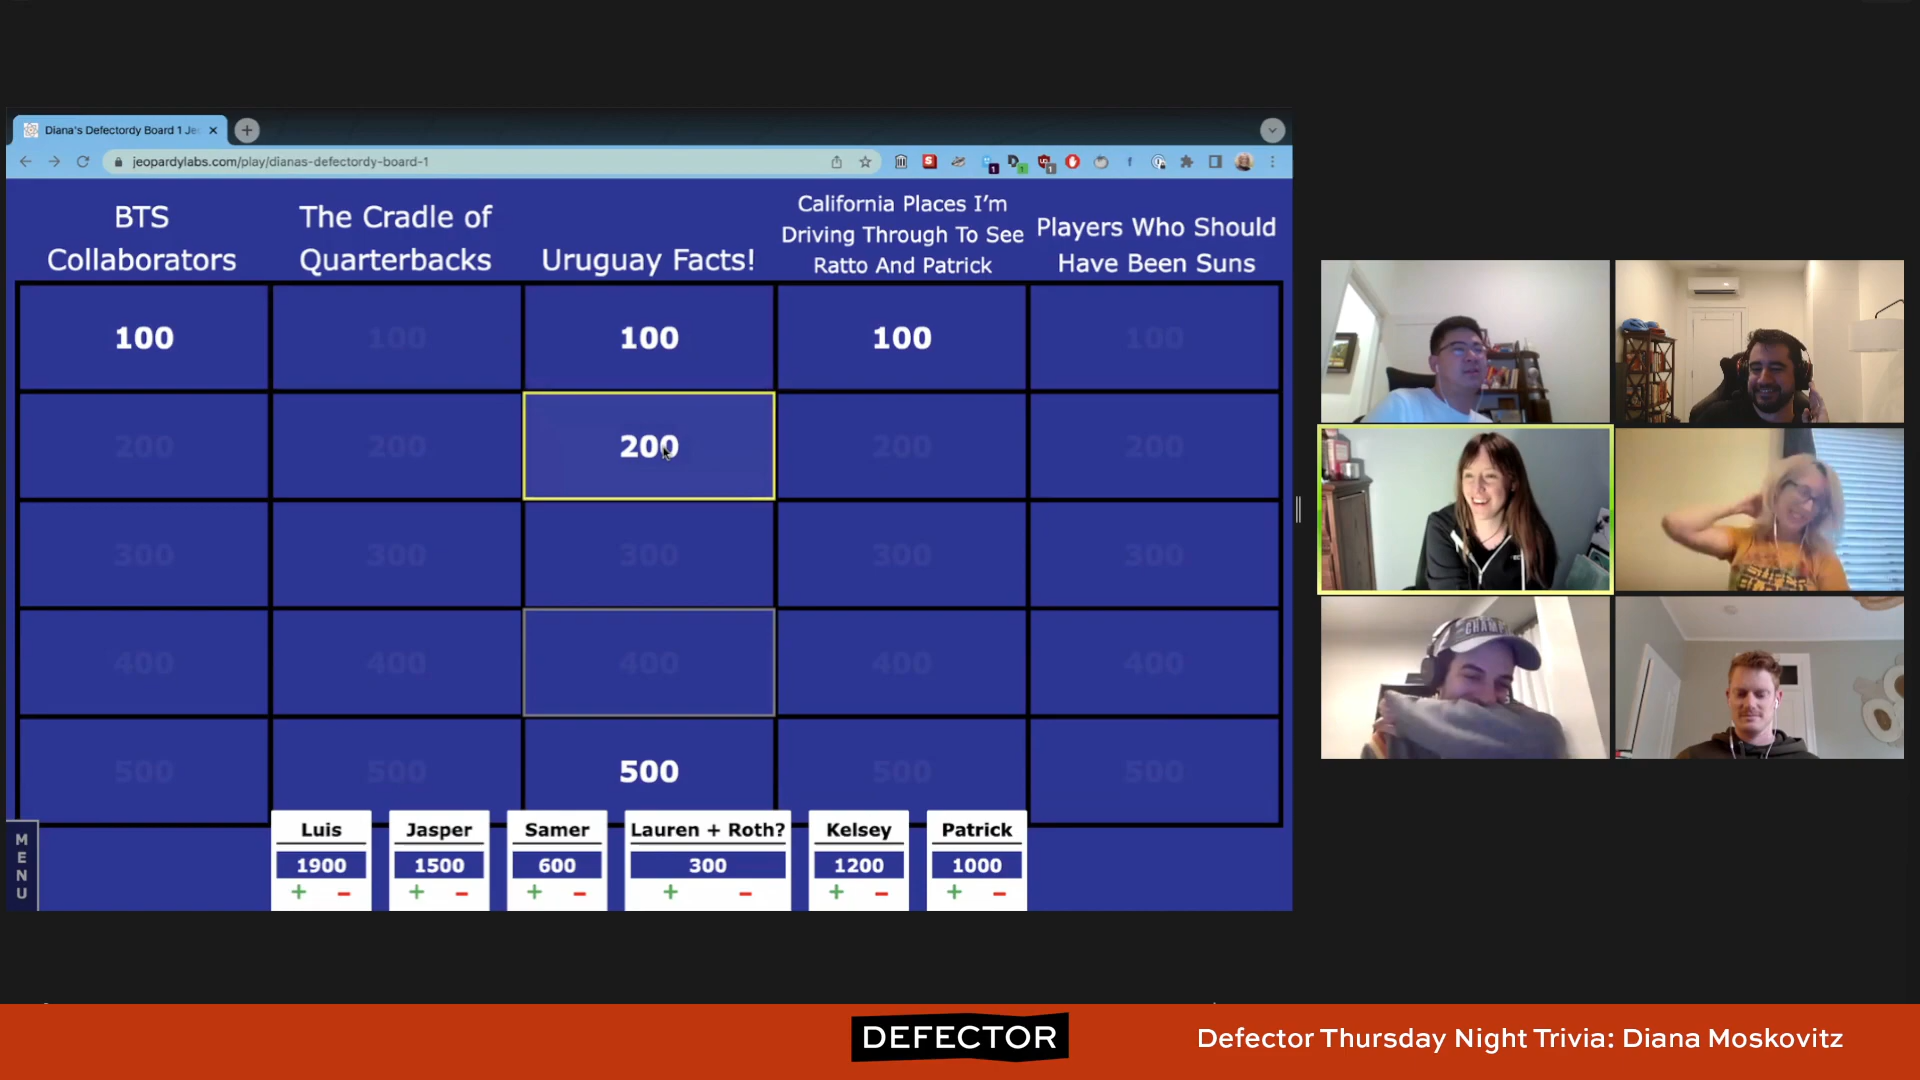 Diana's Defectordy Board 1 Je
jeopardylabs.com/play/dianas-defectordy-board-1
BTS
Collaborators
The Cradle of
Quarterbacks
Uruguay Facts!
California Places I'm
Driving Through To See
Ratto And Patrick
Players Who Should
Have Been Suns
100 100 100 100 100
200 200 200 200 200
300 300 300 300 300
400 400 400 400 400
500 500 500 500 500
MENU
Luis
1900
+ −
Jasper
1500
+ −
Samer
600
+ −
Lauren + Roth?
300
+ −
Kelsey
1200
+ −
Patrick
1000
+ −
CHAMP
DEFECTOR
Defector Thursday Night Trivia: Diana Moskovitz